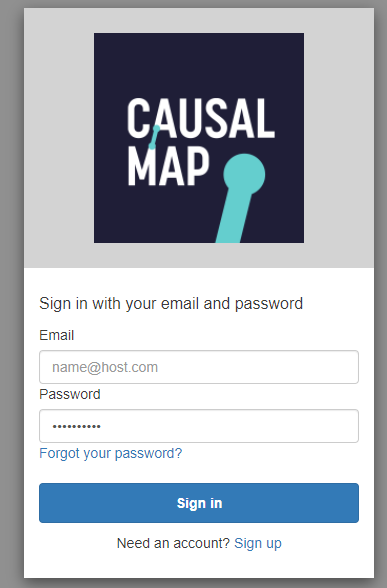 CAUSAL
MAP
Sign in with your email and password
Email
name@host.com
Password
••••••••••
Forgot your password?
Sign in
Need an account? Sign up